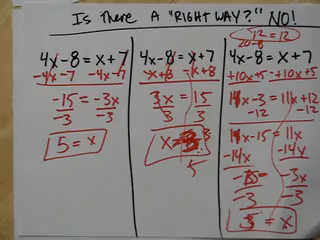 Is There A "RIGHT WAY?" NO!
12 = 12
20-8
4x-8 = x+7
-4x-7 -4x-7
-15 = -3x
-3 -3
5 = x
4x-8 = x+7
-x+8 -x+8
3x = 15
3 3
x =
5
4x-8 = x+7
+10x+5 +10x+5
14x-3 = 11x+12
-12 -12
14x-15 = 11x
-14x -14x
-15 -3x
-3 -3
5 = x